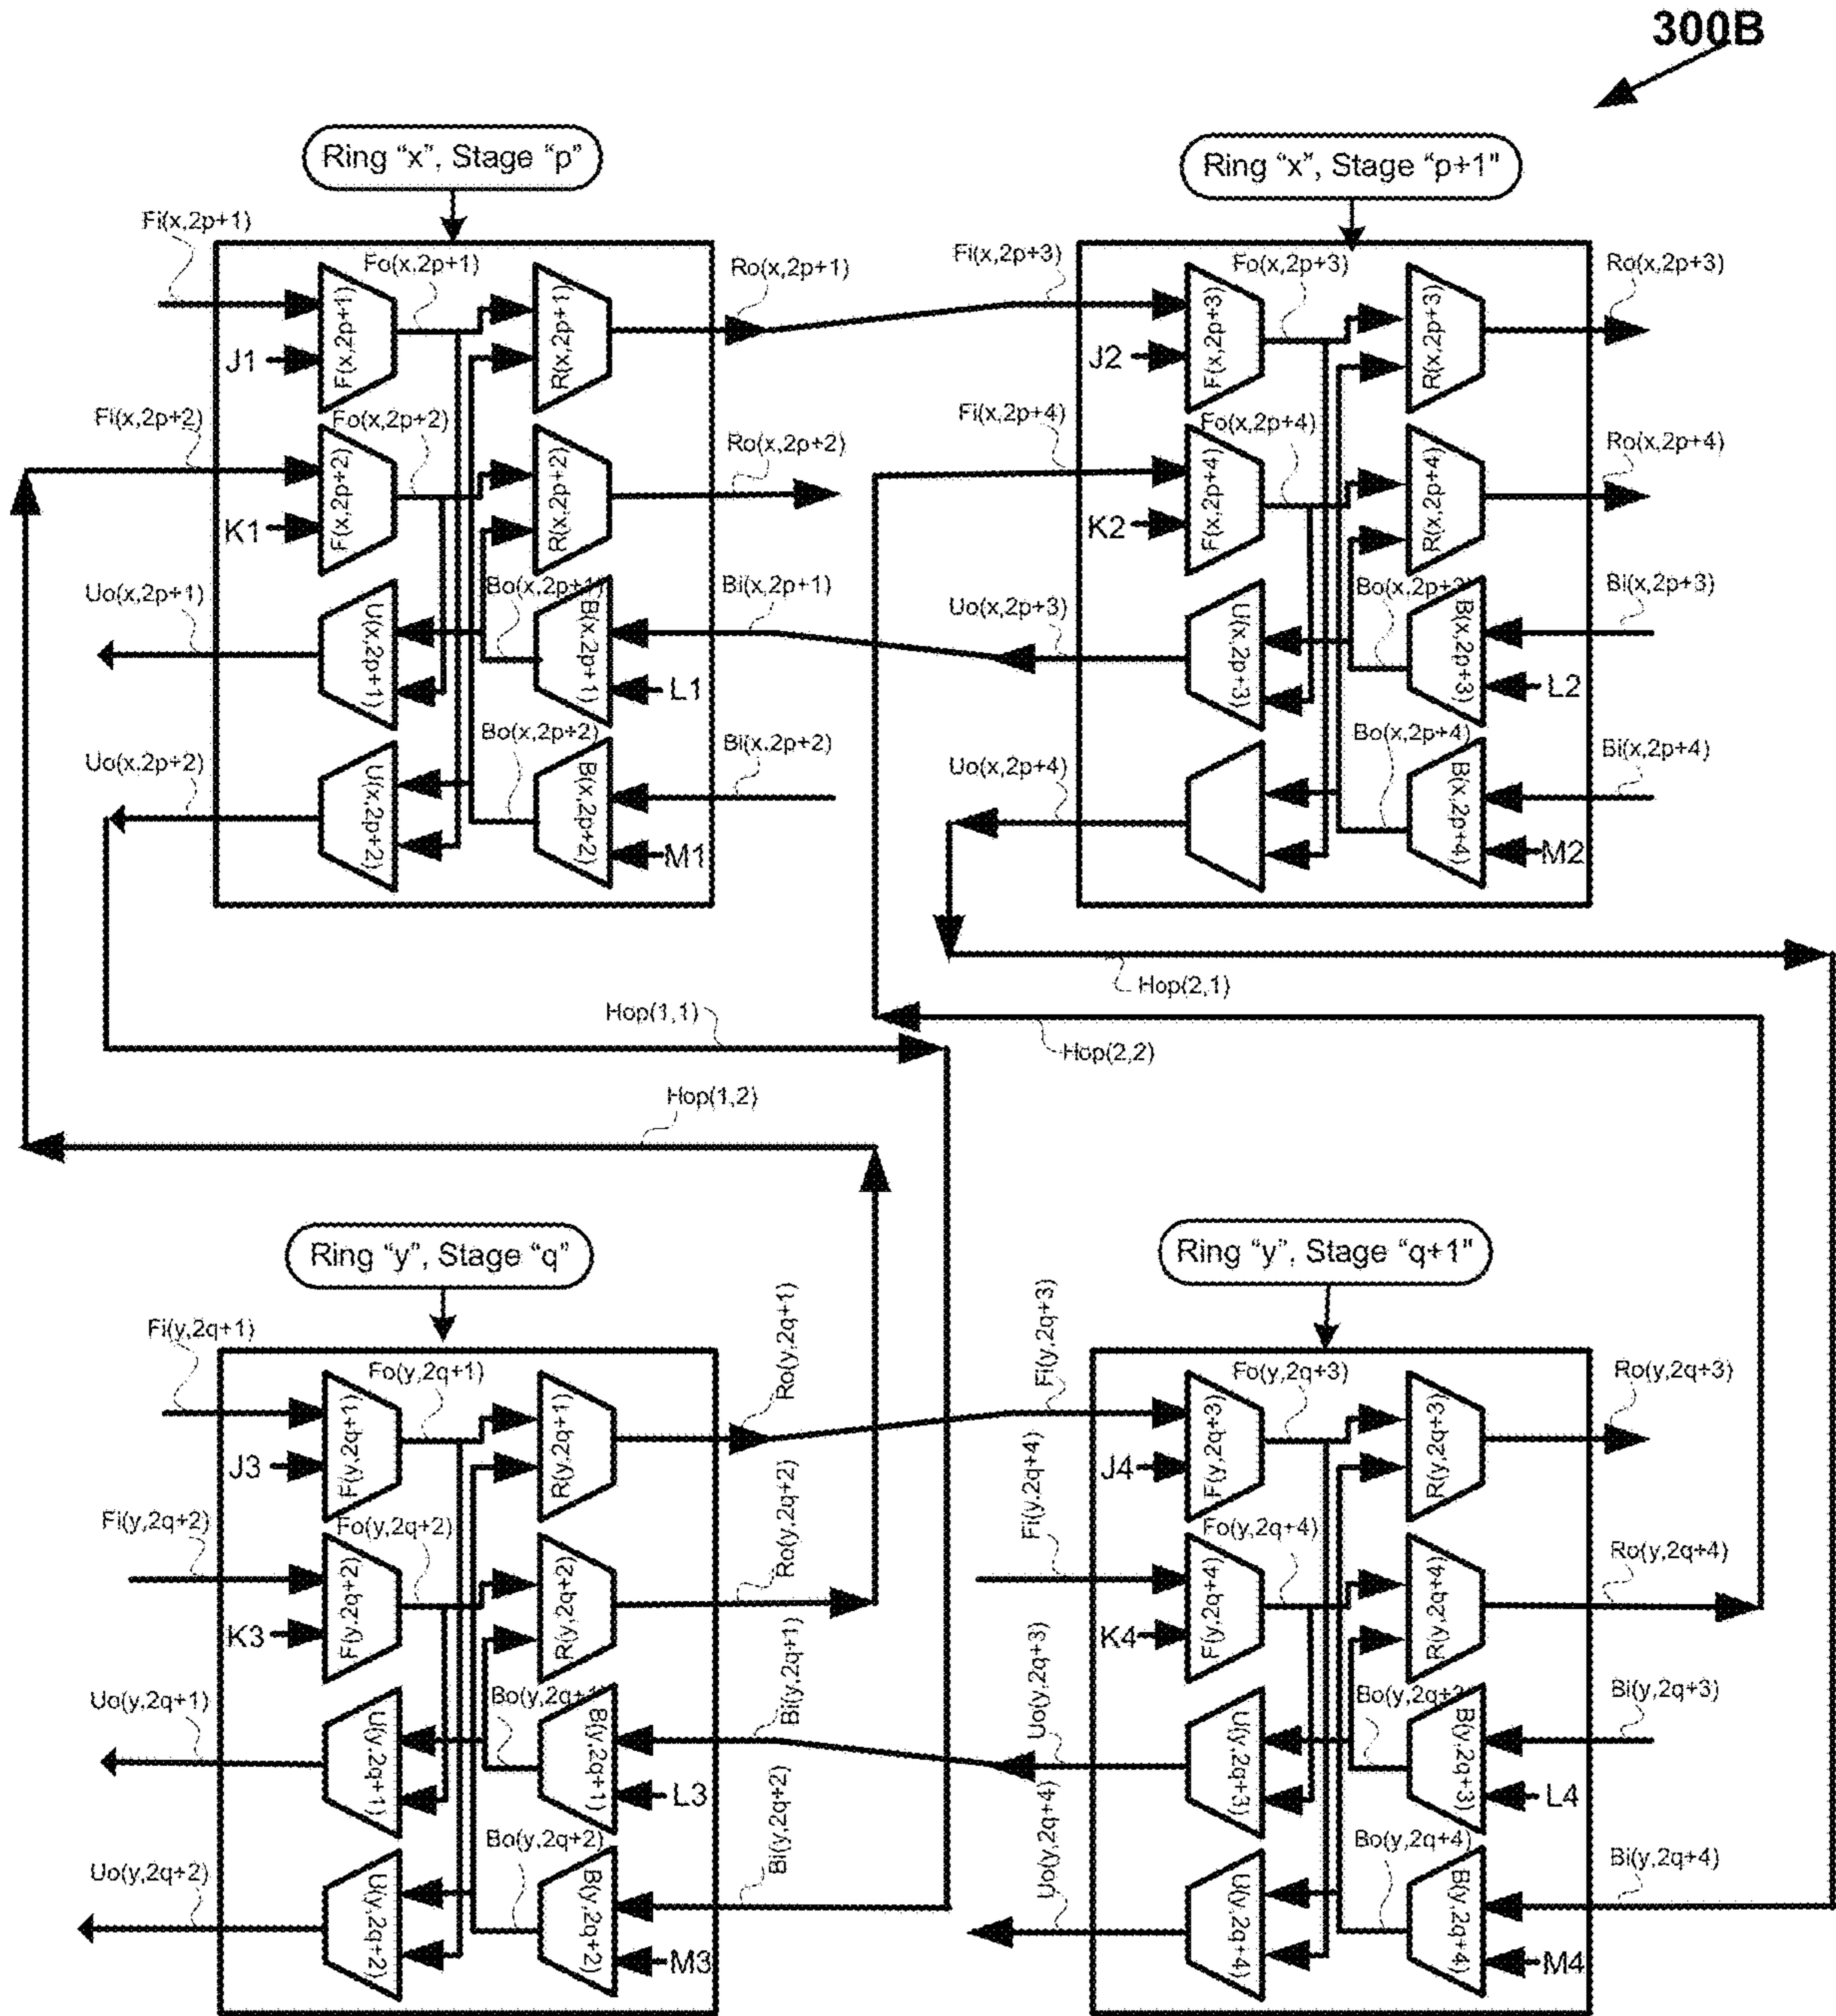 300B
Ring "x", Stage "p"
Ring "x", Stage "p+1"
Fi(x,2p+1)
Fo(x,2p+1)
Ro(x,2p+1)
Fi(x,2p+3)
Fo(x,2p+3)
Ro(x,2p+3)
F(x,2p+1)
R(x,2p+1)
F(x,2p+3)
R(x,2p+3)
J1
J2
Fi(x,2p+2)
Fo(x,2p+2)
Ro(x,2p+2)
Fi(x,2p+4)
Fo(x,2p+4)
Ro(x,2p+4)
F(x,2p+2)
R(x,2p+2)
F(x,2p+4)
R(x,2p+4)
K1
K2
Uo(x,2p+1)
Bo(x,2p+1)
Bi(x,2p+1)
Uo(x,2p+3)
Bo(x,2p+3)
Bi(x,2p+3)
U(x,2p+1)
B(x,2p+1)
U(x,2p+3)
B(x,2p+3)
L1
L2
Uo(x,2p+2)
Bo(x,2p+2)
Bi(x,2p+2)
Uo(x,2p+4)
Bo(x,2p+4)
Bi(x,2p+4)
U(x,2p+2)
B(x,2p+2)
B(x,2p+4)
M1
M2
Hop(2,1)
Hop(1,1)
Hop(2,2)
Hop(1,2)
Ring "y", Stage "q"
Ring "y", Stage "q+1"
Fi(y,2q+1)
Fo(y,2q+1)
Ro(y,2q+1)
Fi(y,2q+3)
Fo(y,2q+3)
Ro(y,2q+3)
F(y,2q+1)
R(y,2q+1)
F(y,2q+3)
R(y,2q+3)
J3
J4
Fi(y,2q+2)
Fo(y,2q+2)
Ro(y,2q+2)
Fi(y,2q+4)
Fo(y,2q+4)
Ro(y,2q+4)
F(y,2q+2)
R(y,2q+2)
F(y,2q+4)
R(y,2q+4)
K3
K4
Uo(y,2q+1)
Bo(y,2q+1)
Bi(y,2q+1)
Uo(y,2q+3)
Bo(y,2q+3)
Bi(y,2q+3)
U(y,2q+1)
B(y,2q+1)
U(y,2q+3)
B(y,2q+3)
L3
L4
Uo(y,2q+2)
Bo(y,2q+2)
Bi(y,2q+2)
Uo(y,2q+4)
Bo(y,2q+4)
Bi(y,2q+4)
U(y,2q+2)
B(y,2q+2)
U(y,2q+4)
B(y,2q+4)
M3
M4